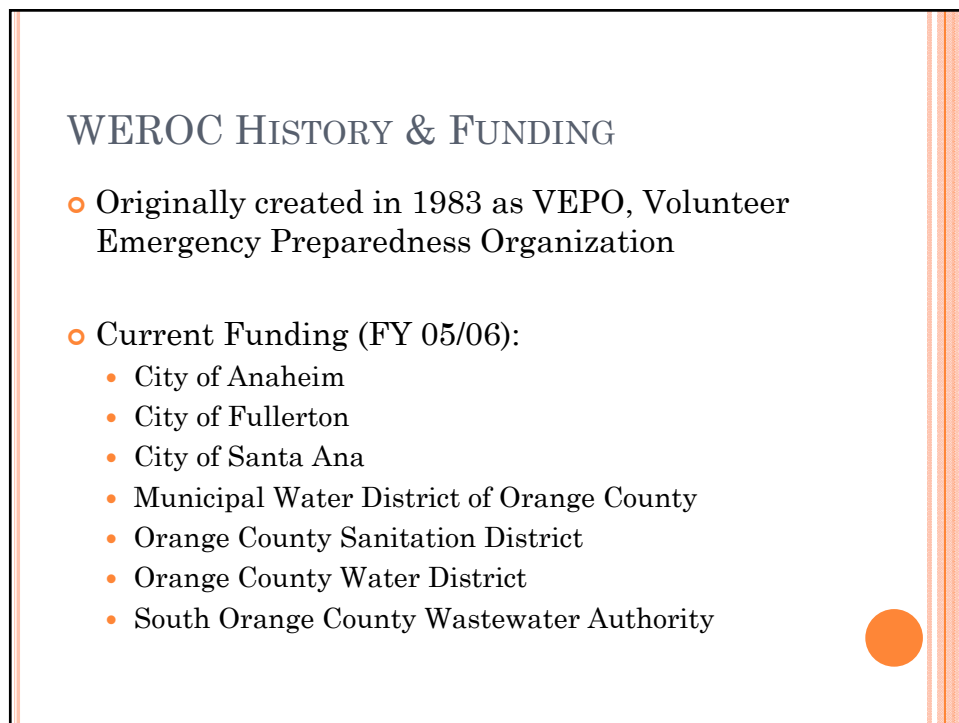 WEROC HISTORY & FUNDING
Originally created in 1983 as VEPO, Volunteer
Emergency Preparedness Organization
Current Funding (FY 05/06):
City of Anaheim
City of Fullerton
City of Santa Ana
Municipal Water District of Orange County
Orange County Sanitation District
Orange County Water District
South Orange County Wastewater Authority